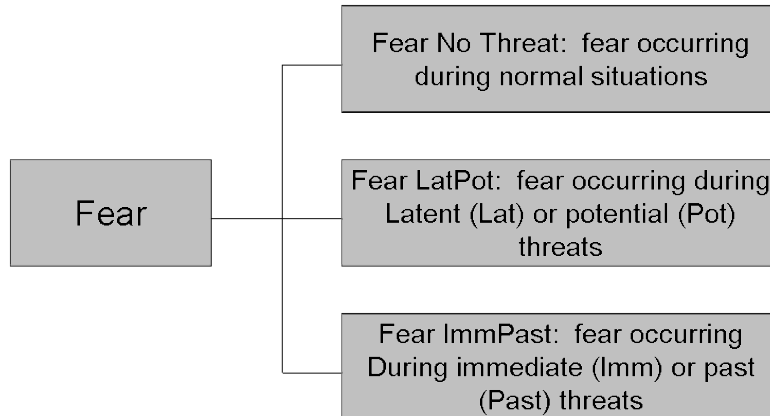 Fear No Threat: fear occurring
during normal situations
Fear
Fear LatPot: fear occurring during
Latent (Lat) or potential (Pot)
threats
Fear ImmPast: fear occurring
During immediate (Imm) or past
(Past) threats